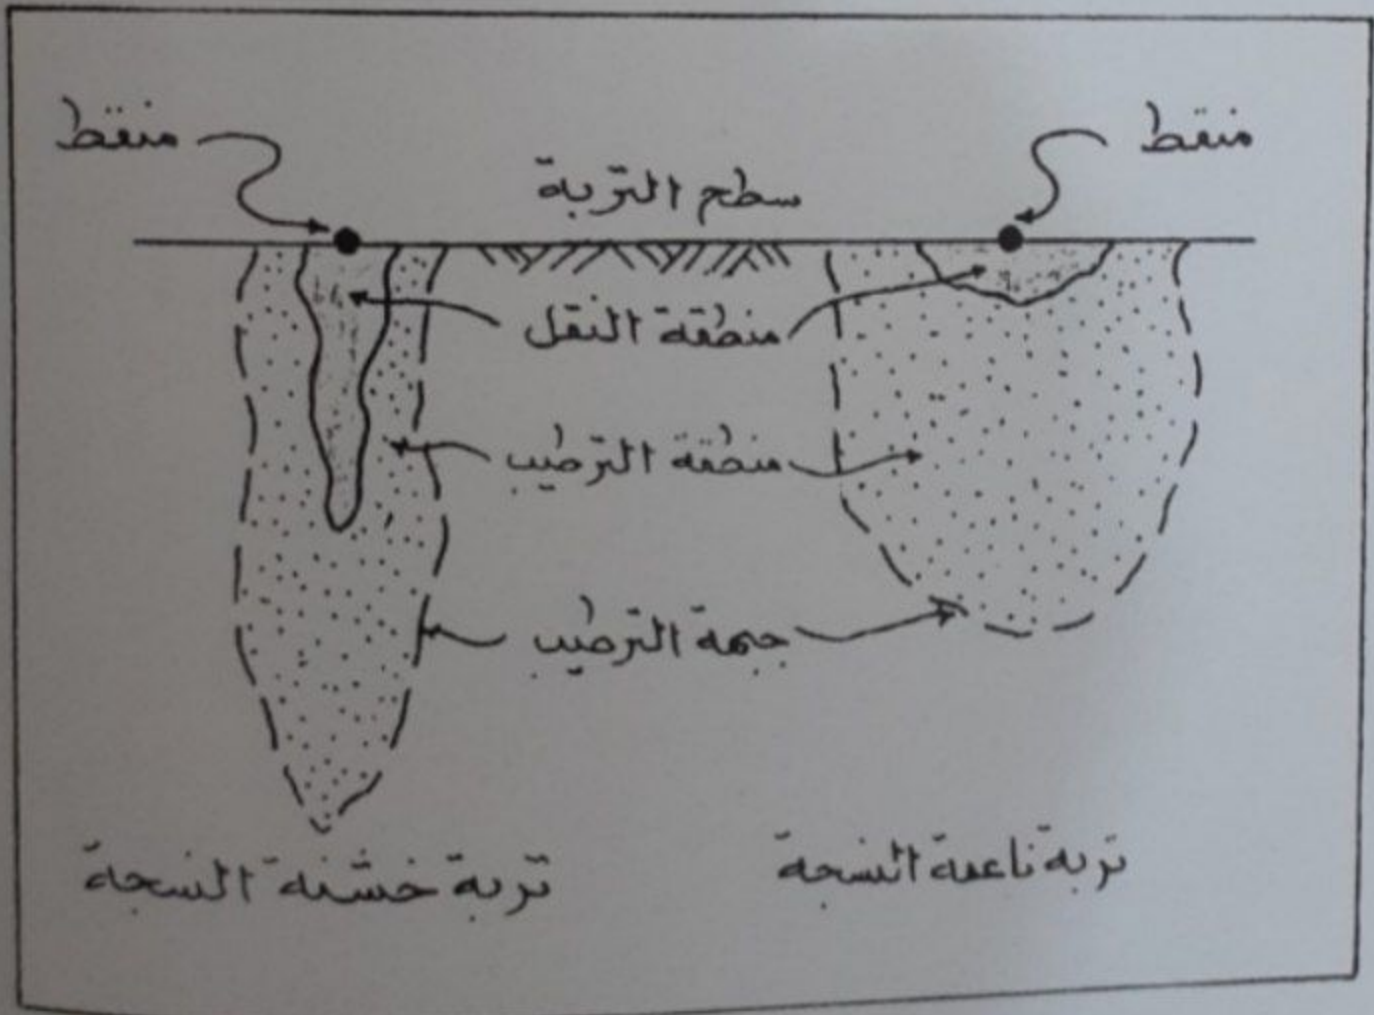 منقط
منقط
سطح التربة
منطقة النقل
منطقة الترطيب
جبهة الترطيب
تربة ناعمة النسجة
تربة خشنة النسجة